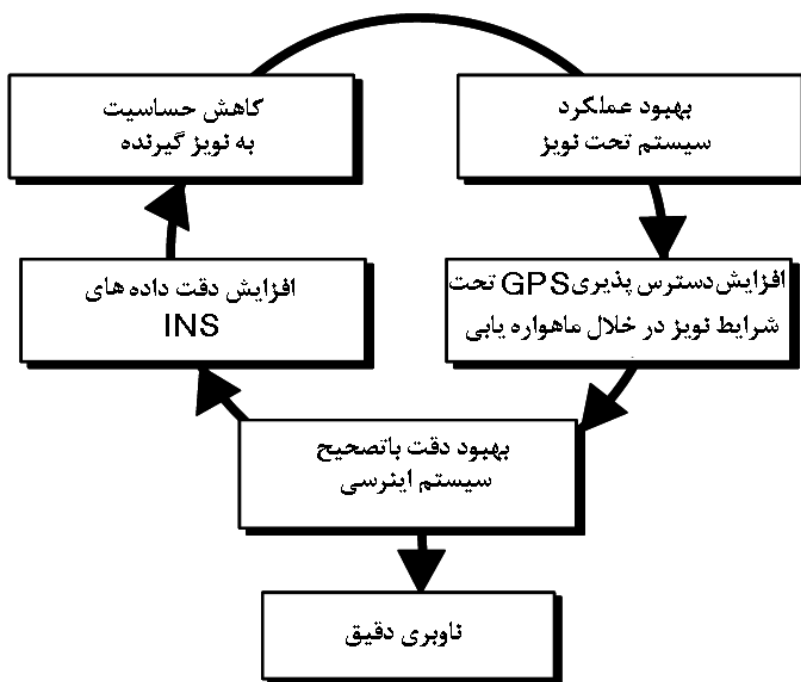 کاهش حساسیت
به نویز گیرنده
بهبود عملکرد
سیستم تحت نویز
افزایش دقت داده های
INS
افزایش دسترس پذیری GPS تحت
شرایط نویز در خلال ماهواره یابی
بهبود دقت باتصحیح
سیستم اینرسی
ناوبری دقیق